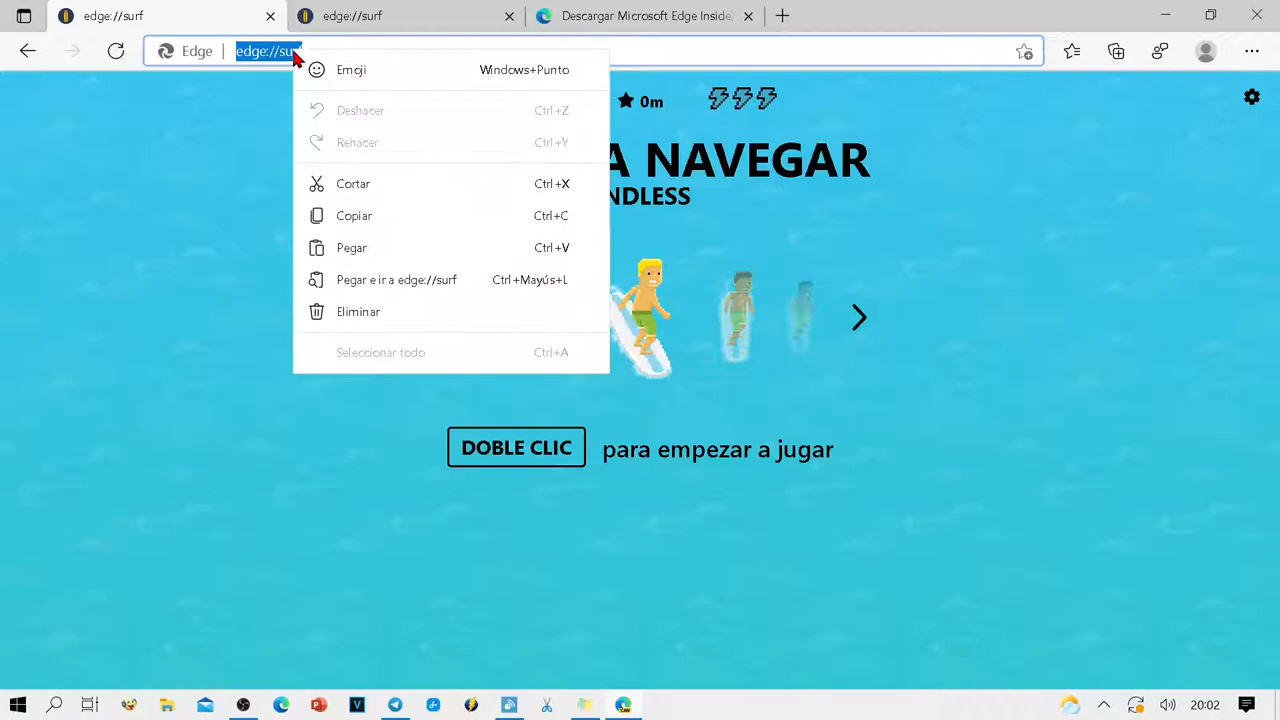 edge://surf
edge://surf
Descargar Microsoft Edge Inside
Edge
edge://surf
Emoji Windows+Punto
Deshacer Ctrl+Z
Rehacer Ctrl+Y
Cortar Ctrl+X
Copiar Ctrl+C
Pegar Ctrl+V
Pegar e ir a edge://surf Ctrl+Mayús+L
Eliminar
Seleccionar todo Ctrl+A
0m
A NAVEGAR
NDLESS
DOBLE CLIC para empezar a jugar
20:02